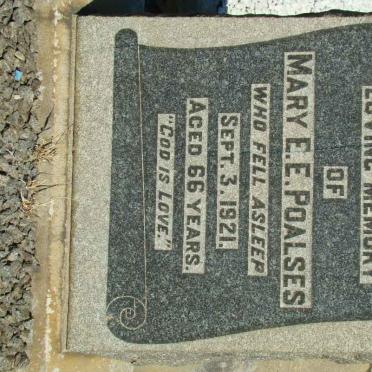 LOVING MEMORY
OF
MARY E.E. POALSES
WHO FELL ASLEEP
SEPT. 3. 1921.
AGED 66 YEARS.
"GOD IS LOVE."